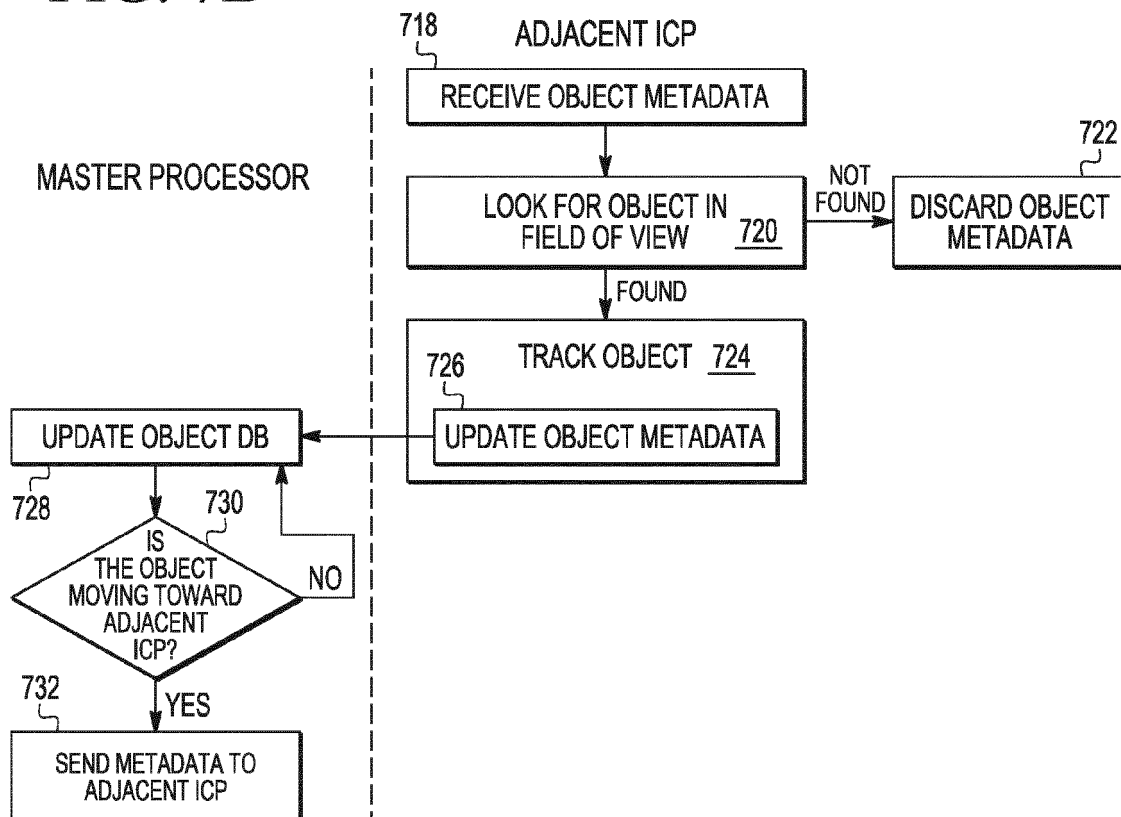 718
ADJACENT ICP
RECEIVE OBJECT METADATA
MASTER PROCESSOR
LOOK FOR OBJECT IN
FIELD OF VIEW 720
NOT
FOUND
722
DISCARD OBJECT
METADATA
FOUND
TRACK OBJECT 724
726
UPDATE OBJECT METADATA
UPDATE OBJECT DB
728
730
IS
THE OBJECT
MOVING TOWARD
ADJACENT
ICP?
NO
YES
732
SEND METADATA TO
ADJACENT ICP